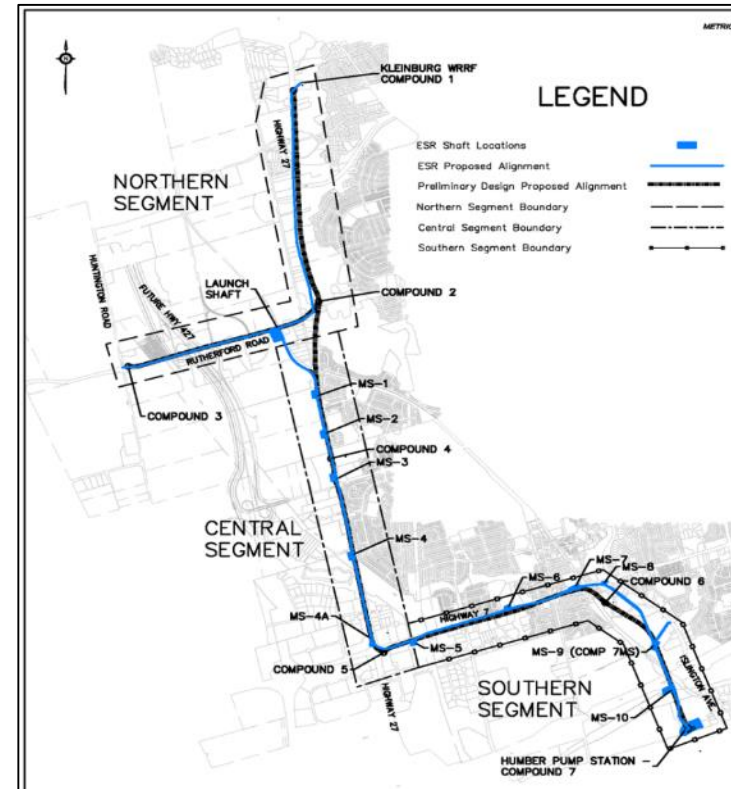 METRIC
KLEINBURG WRRF
COMPOUND 1
LEGEND
ESR Shaft Locations
ESR Proposed Alignment
Preliminary Design Proposed Alignment
Northern Segment Boundary
Central Segment Boundary
Southern Segment Boundary
HIGHWAY 27
NORTHERN
SEGMENT
HUNTINGTON ROAD
FUTURE HWY 427
LAUNCH
SHAFT
COMPOUND 2
RUTHERFORD ROAD
COMPOUND 3
MS-1
MS-2
COMPOUND 4
MS-3
CENTRAL
SEGMENT
MS-4
MS-7
MS-8
MS-6
COMPOUND 6
HIGHWAY 7
MS-4A
MS-5
MS-9 (COMP 7MS)
COMPOUND 5
ISLINGTON AVE.
SOUTHERN
SEGMENT
HIGHWAY 27
MS-10
HUMBER PUMP STATION
COMPOUND 7